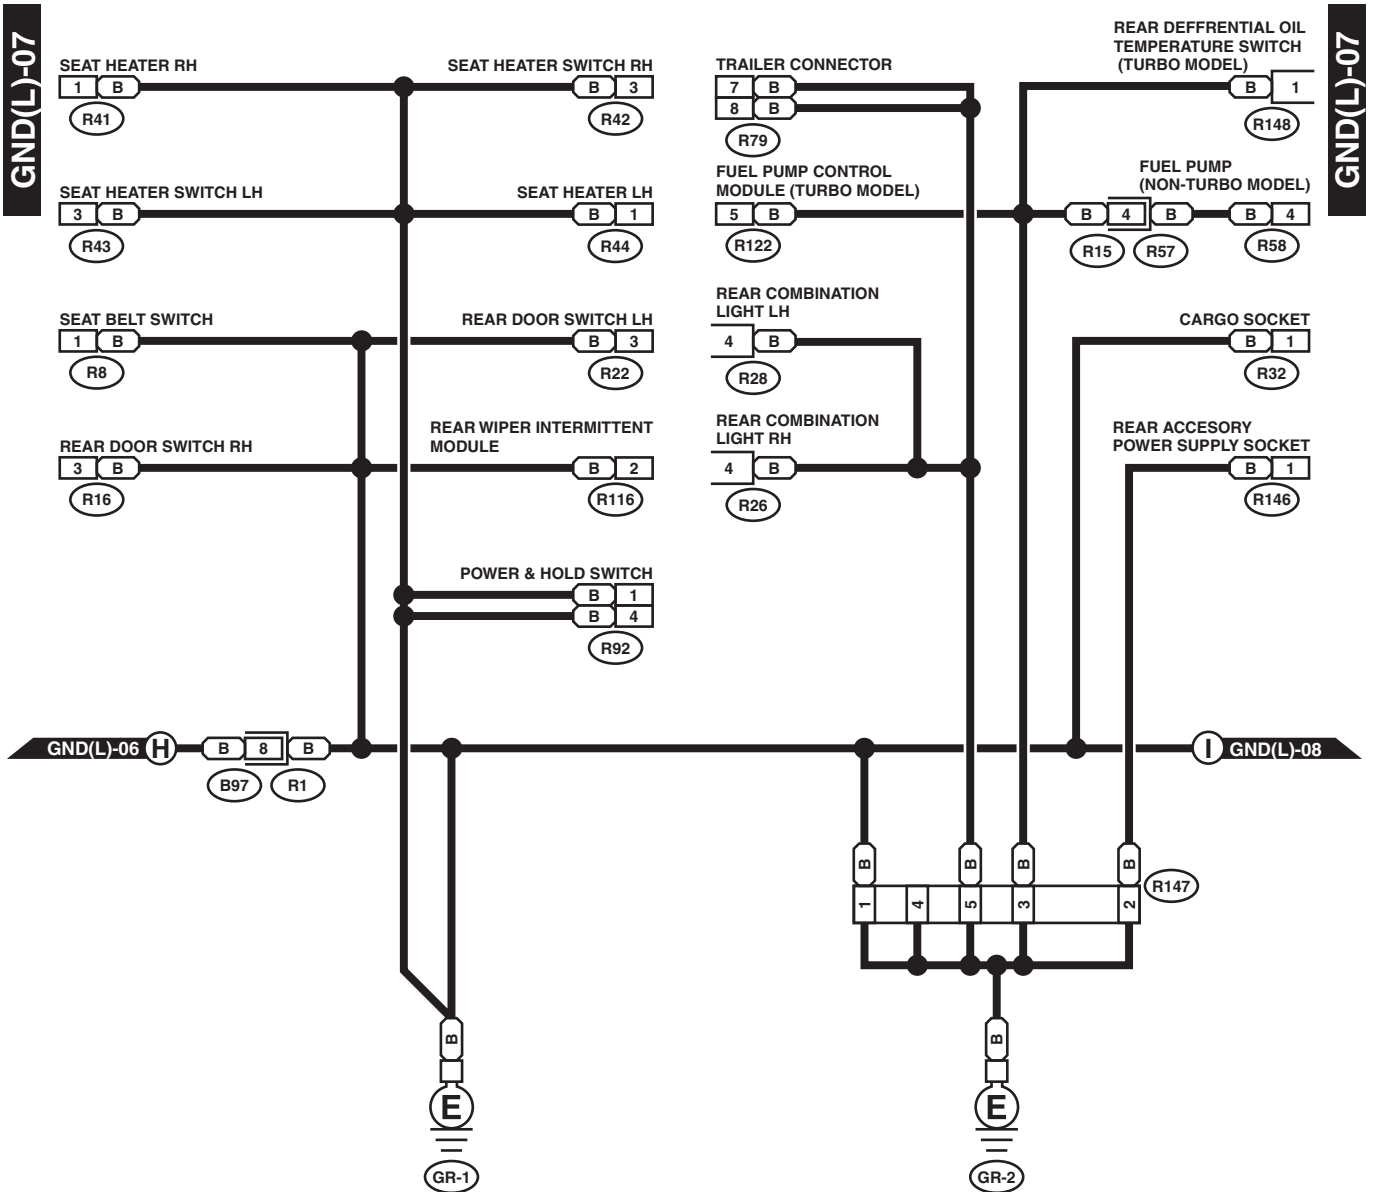 GND(L)-07
SEAT HEATER RH
1 B
R41
SEAT HEATER SWITCH RH
B 3
R42
SEAT HEATER SWITCH LH
3 B
R43
SEAT HEATER LH
B 1
R44
SEAT BELT SWITCH
1 B
R8
REAR DOOR SWITCH LH
B 3
R22
REAR DOOR SWITCH RH
3 B
R16
REAR WIPER INTERMITTENT
MODULE
B 2
R116
POWER & HOLD SWITCH
B 1
B 4
R92
TRAILER CONNECTOR
7 B
8 B
R79
FUEL PUMP CONTROL
MODULE (TURBO MODEL)
5 B
R122
REAR COMBINATION
LIGHT LH
4 B
R28
REAR COMBINATION
LIGHT RH
4 B
R26
REAR DEFFRENTIAL OIL
TEMPERATURE SWITCH
(TURBO MODEL)
B 1
R148
GND(L)-07
FUEL PUMP
(NON-TURBO MODEL)
B 4 B B 4
R15 R57 R58
CARGO SOCKET
B 1
R32
REAR ACCESORY
POWER SUPPLY SOCKET
B 1
R146
GND(L)-06 H B 8 B
B97 R1
I GND(L)-08
B B B B
R147
1 4 5 3 2
B B
E E
GR-1 GR-2